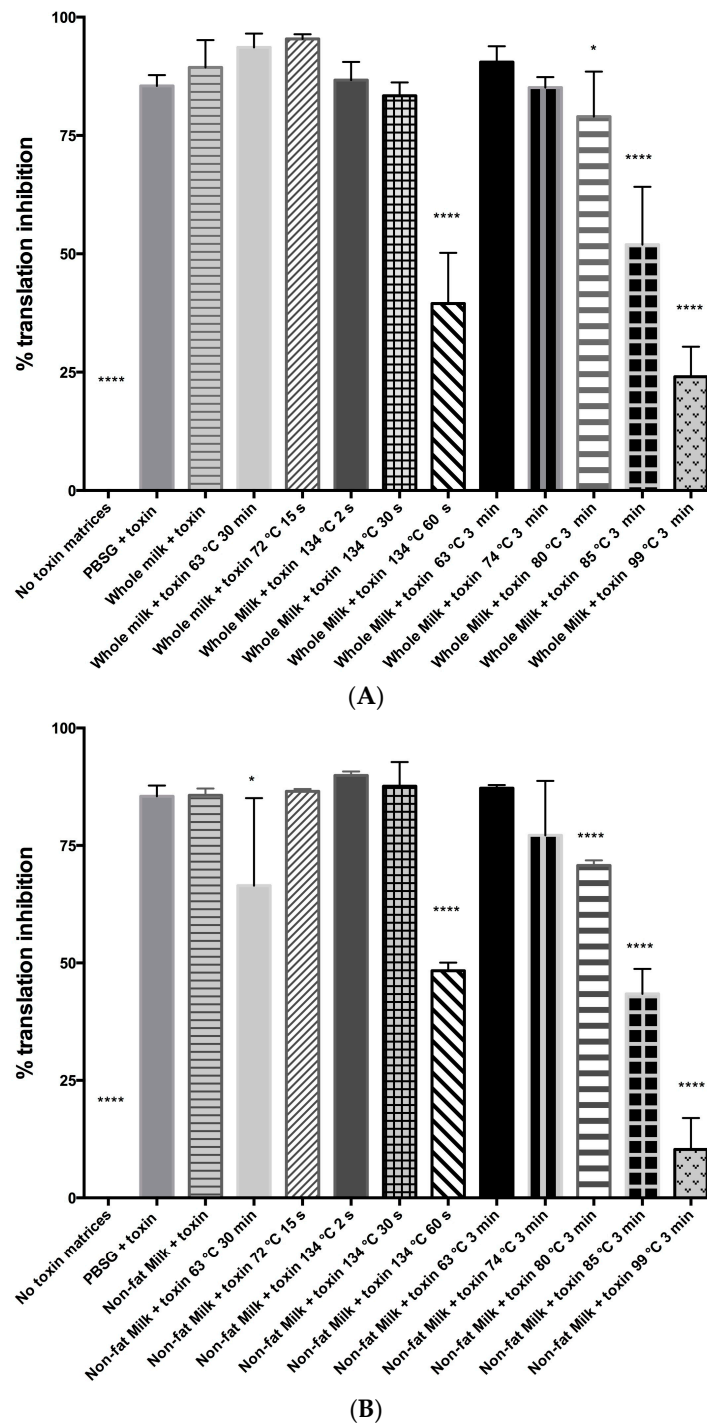 100
75
50
25
0
% translation inhibition
****
****
*
****
****
No toxin matrices
PBSG + toxin
Whole milk + toxin
Whole milk + toxin 63 °C 30 min
Whole milk + toxin 72 °C 15 s
Whole Milk + toxin 134 °C 2 s
Whole Milk + toxin 134 °C 30 s
Whole Milk + toxin 134 °C 60 s
Whole Milk + toxin 63 °C 3 min
Whole Milk + toxin 74 °C 3 min
Whole Milk + toxin 80 °C 3 min
Whole Milk + toxin 85 °C 3 min
Whole Milk + toxin 99 °C 3 min
(A)
100
75
50
25
0
% translation inhibition
****
*
****
****
****
****
No toxin matrices
PBSG + toxin
Non-fat Milk + toxin
Non-fat Milk + toxin 63 °C 30 min
Non-fat Milk + toxin 72 °C 15 s
Non-fat Milk + toxin 134 °C 2 s
Non-fat Milk + toxin 134 °C 30 s
Non-fat Milk + toxin 134 °C 60 s
Non-fat Milk + toxin 63 °C 3 min
Non-fat Milk + toxin 74 °C 3 min
Non-fat Milk + toxin 80 °C 3 min
Non-fat Milk + toxin 85 °C 3 min
Non-fat Milk + toxin 99 °C 3 min
(B)